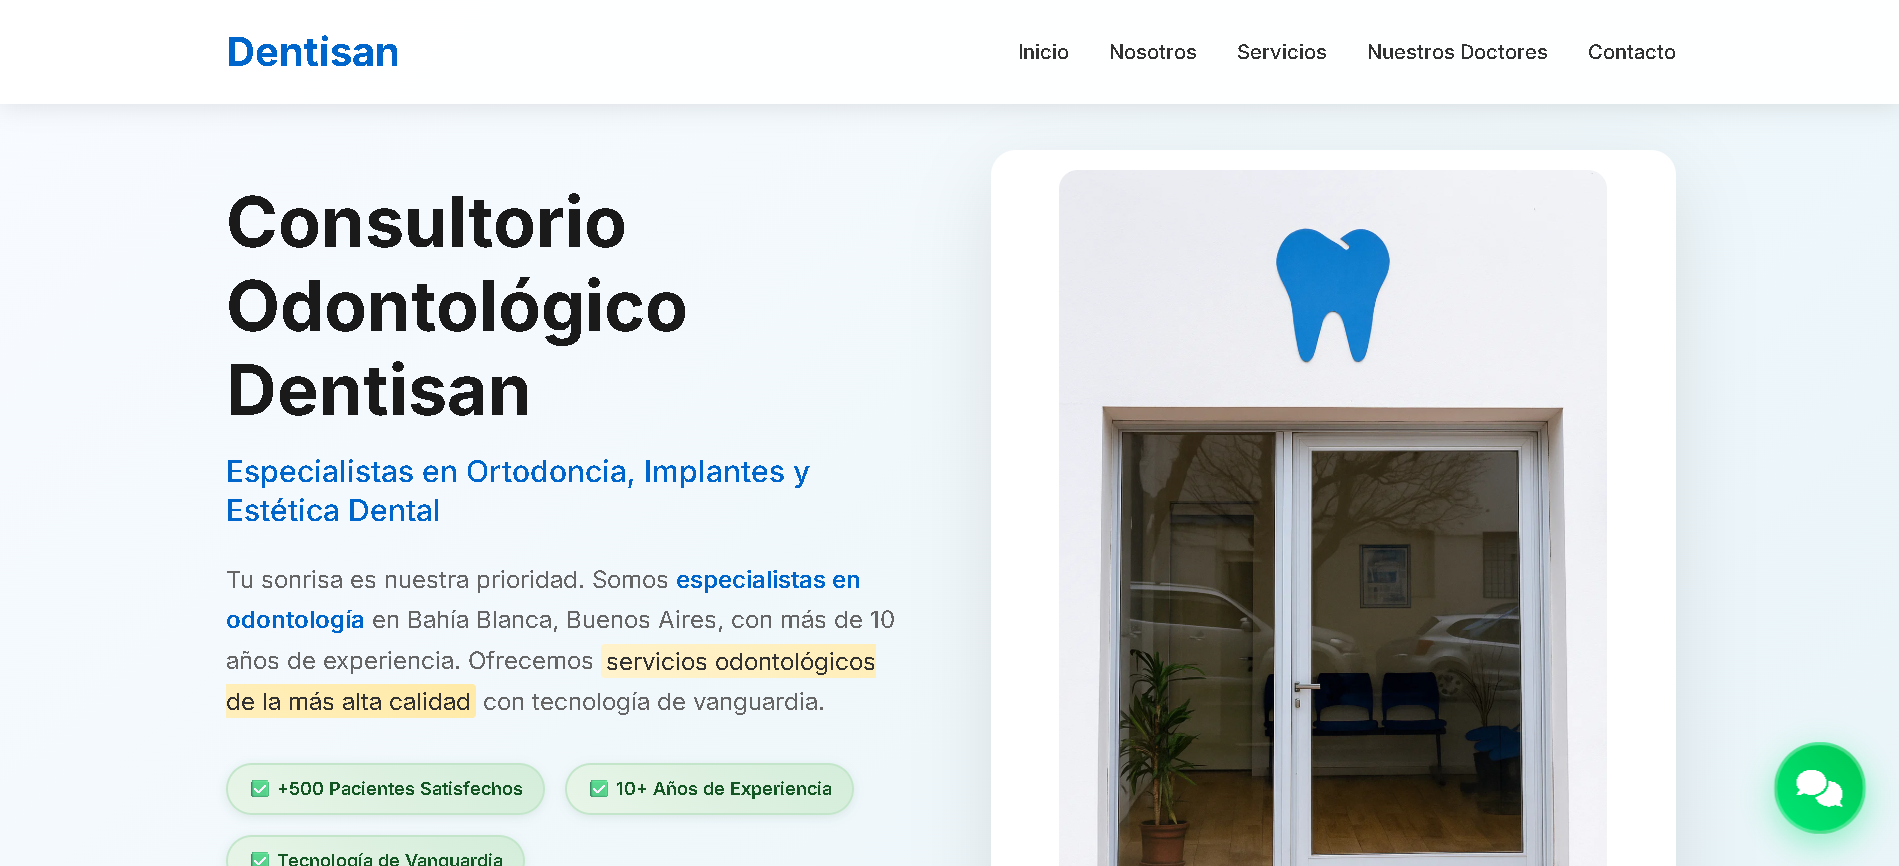 Dentisan
Inicio Nosotros Servicios Nuestros Doctores Contacto
Consultorio
Odontológico
Dentisan
Especialistas en Ortodoncia, Implantes y
Estética Dental
Tu sonrisa es nuestra prioridad. Somos especialistas en
odontología en Bahía Blanca, Buenos Aires, con más de 10
años de experiencia. Ofrecemos servicios odontológicos
de la más alta calidad con tecnología de vanguardia.
✅ +500 Pacientes Satisfechos
✅ 10+ Años de Experiencia
✅ Tecnología de Vanguardia